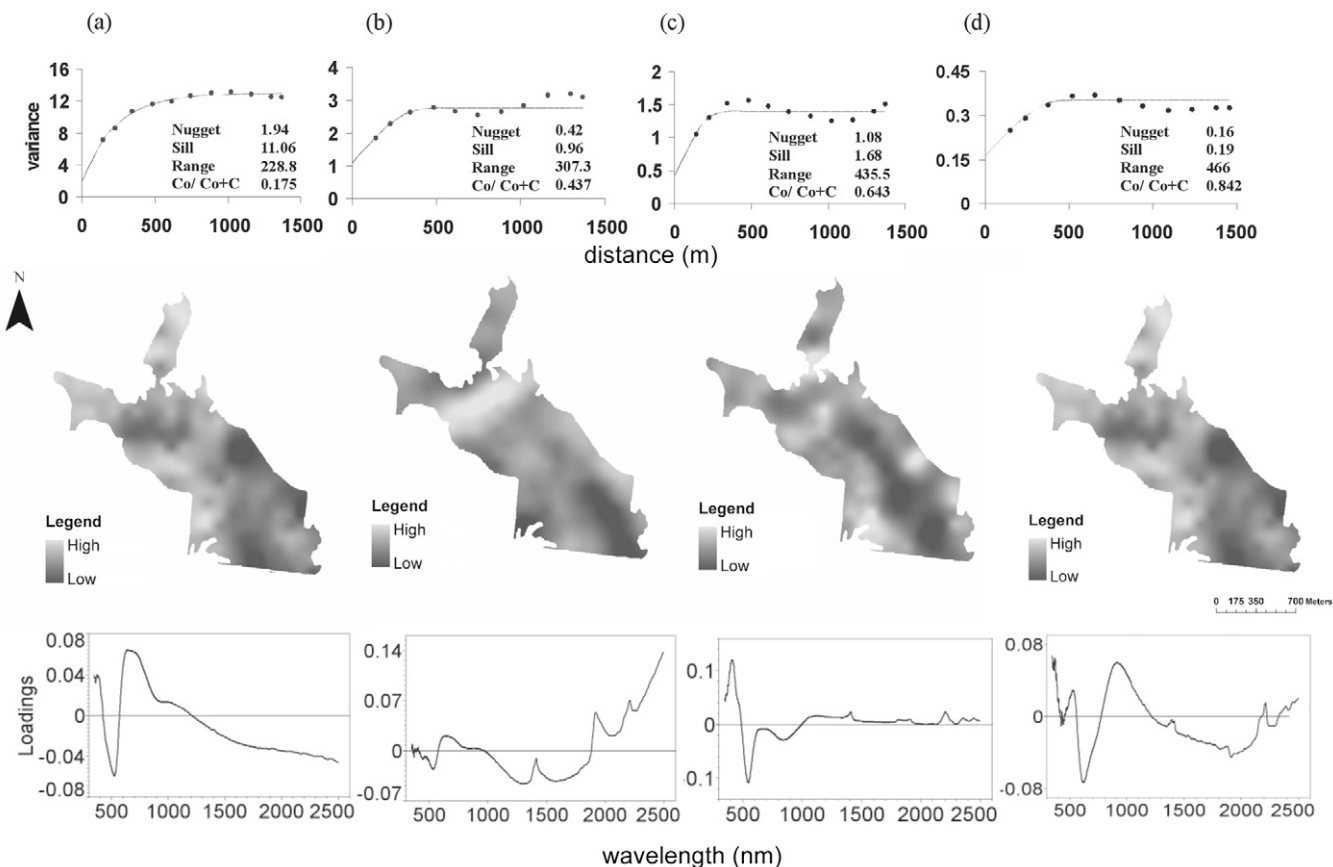 (a)
(b)
(c)
(d)
variance
16
12
8
4
0
Nugget 1.94
Sill 11.06
Range 228.8
Co/ Co+C 0.175
0 500 1000 1500
4
3
2
1
0
Nugget 0.42
Sill 0.96
Range 307.3
Co/ Co+C 0.437
0 500 1000 1500
2
1.5
1
0.5
0
Nugget 1.08
Sill 1.68
Range 435.5
Co/ Co+C 0.643
0 500 1000 1500
0.45
0.3
0.15
0
Nugget 0.16
Sill 0.19
Range 466
Co/ Co+C 0.842
0 500 1000 1500
distance (m)
N
Legend
High
Low
Legend
High
Low
Legend
High
Low
Legend
High
Low
0 175 350 700 Meters
Loadings
0.08
0.04
0
-0.04
-0.08
500 1000 1500 2000 2500
0.14
0.07
0
-0.07
500 1000 1500 2000 2500
0.1
0
-0.1
500 1000 1500 2000 2500
0.08
0
-0.08
500 1000 1500 2000 2500
wavelength (nm)